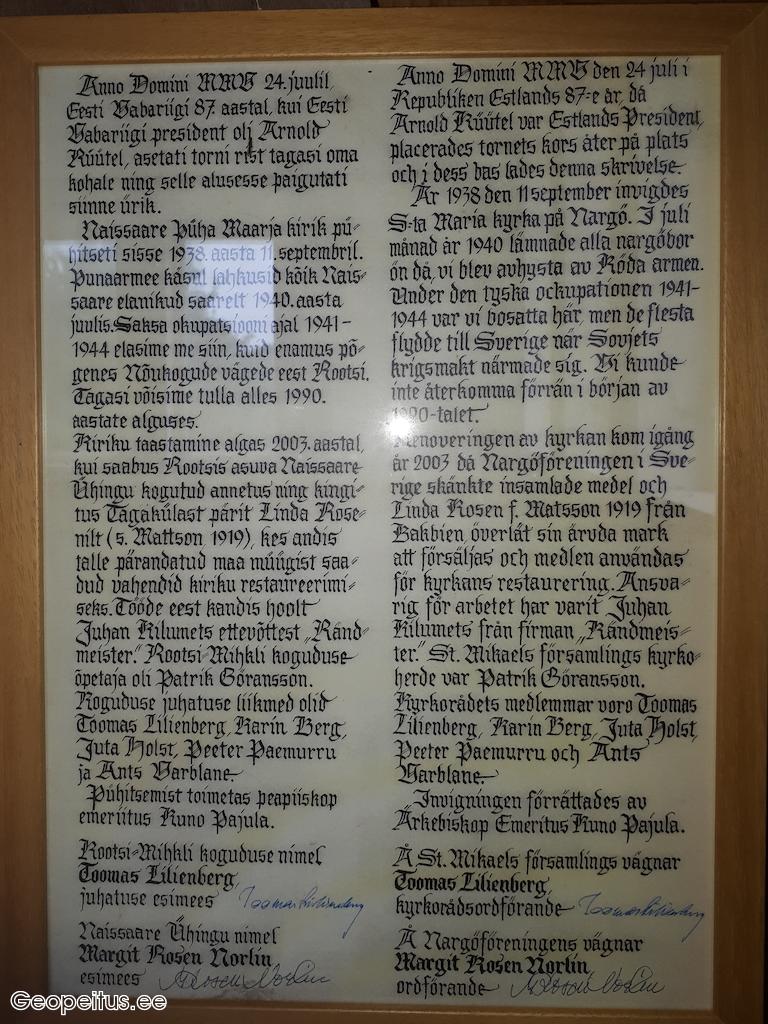 Anno Domini MMV 24. juulil,
Eesti Vabariigi 87. aastal, kui Eesti
Vabariigi president oli Arnold
Rüütel, asetati torni rist tagasi oma
kohale ning selle alusesse paigutati
siinne ürik.
Naissaare Püha Maarja kirik pü-
hitseti sisse 1938. aasta 11. septembril.
Punaarmee käsul lahkusid kõik Nais-
saare elanikud saarelt 1940. aasta
juulis. Saksa okupatsiooni ajal 1941-
1944 elasime me siin, kuid enamus põ-
genes Nõukogude vägede eest Rootsi.
Tagasi võisime tulla alles 1990.
aastate alguses.
Kiriku taastamine algas 2003. aastal,
kui saabus Rootsis asuva Naissaare
Ühingu kogutud annetus ning kingi-
tus Tagakülast pärit Linda Rose-
nilt (s. Mattson 1919), kes andis
talle pärandatud maa müügist saa-
dud vahendid kiriku restaureerimi-
seks. Tööde eest kandis hoolt
Juhan Kilumets ettevõttest „Ränd-
meister." Rootsi-Mihkli koguduse
õpetaja oli Patrik Göransson.
Koguduse juhatuse liikmed olid
Toomas Lilienberg, Karin Berg,
Juta Holst, Peeter Paemurru
ja Ants Varblane.
Pühitsemist toimetas peapiiskop
emeriitus Kuno Pajula.
Rootsi-Mihkli koguduse nimel
Toomas Lilienberg,
juhatuse esimees
Naissaare Ühingu nimel
Margit Rosen Norlin,
esimees
Anno Domini MMV den 24 juli i
Republiken Estlands 87:e år, då
Arnold Rüütel var Estlands President,
placerades tornets kors åter på plats
och i dess bas lades denna skrivelse.
År 1938 den 11 september invigdes
S:ta Maria kyrka på Nargö. I juli
månad år 1940 lämnade alla nargöbor
ön då, vi blev avhysta av Röda armen.
Under den tyska ockupationen 1941-
1944 var vi bosatta här, men de flesta
flydde till Sverige när Sovjets
krigsmakt närmade sig. Vi kunde
inte återkomma förrän i början av
1990-talet.
Renoveringen av kyrkan kom igång
år 2003 då Nargöföreningen i Sve-
rige skänkte insamlade medel och
Linda Rosen f. Matsson 1919 från
Bakbien, överlät sin ärvda mark
att försäljas och medlen användas
för kyrkans restaurering. Ansva-
rig för arbetet har varit Juhan
Kilumets från firman „Rändmeis-
ter." St. Mikaels församlings kyrko-
herde var Patrik Göransson.
Kyrkorådets medlemmar voro Toomas
Lilienberg, Karin Berg, Juta Holst,
Peeter Paemurru och Ants
Varblane.
Invigningen förrättades av
Ärkebiskop Emeritus Kuno Pajula.
Å St. Mikaels församlings vägnar
Toomas Lilienberg,
kyrkorådsordförande
Å Nargöföreningens vägnar
Margit Rosen Norlin,
ordförande
Geopeitus.ee